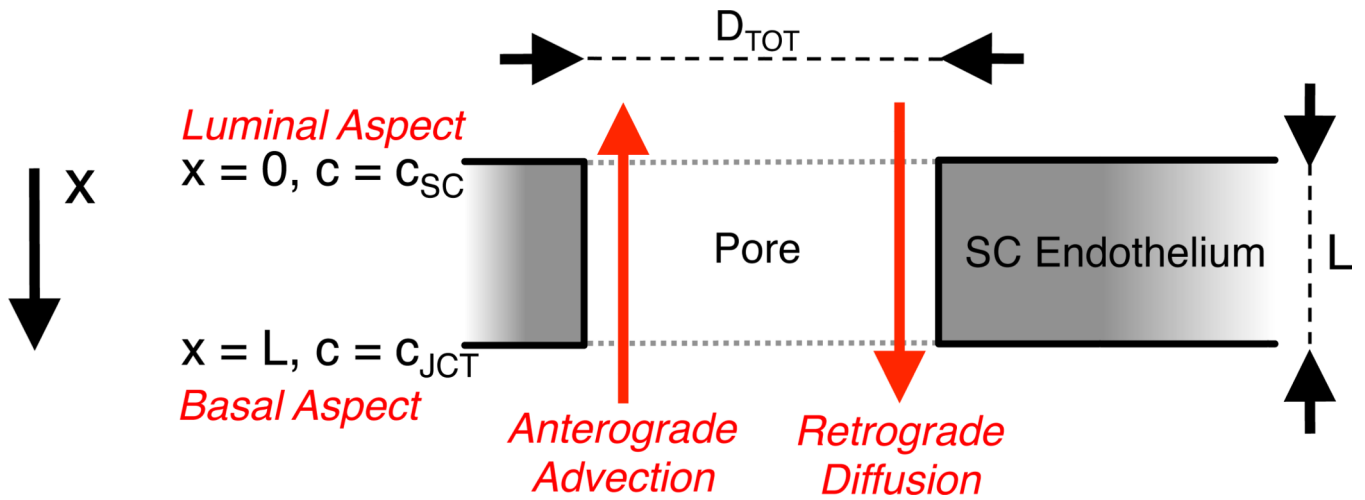 D_TOT
Luminal Aspect
x = 0, c = c_SC
x
Pore
SC Endothelium
L
x = L, c = c_JCT
Basal Aspect
Anterograde
Advection
Retrograde
Diffusion